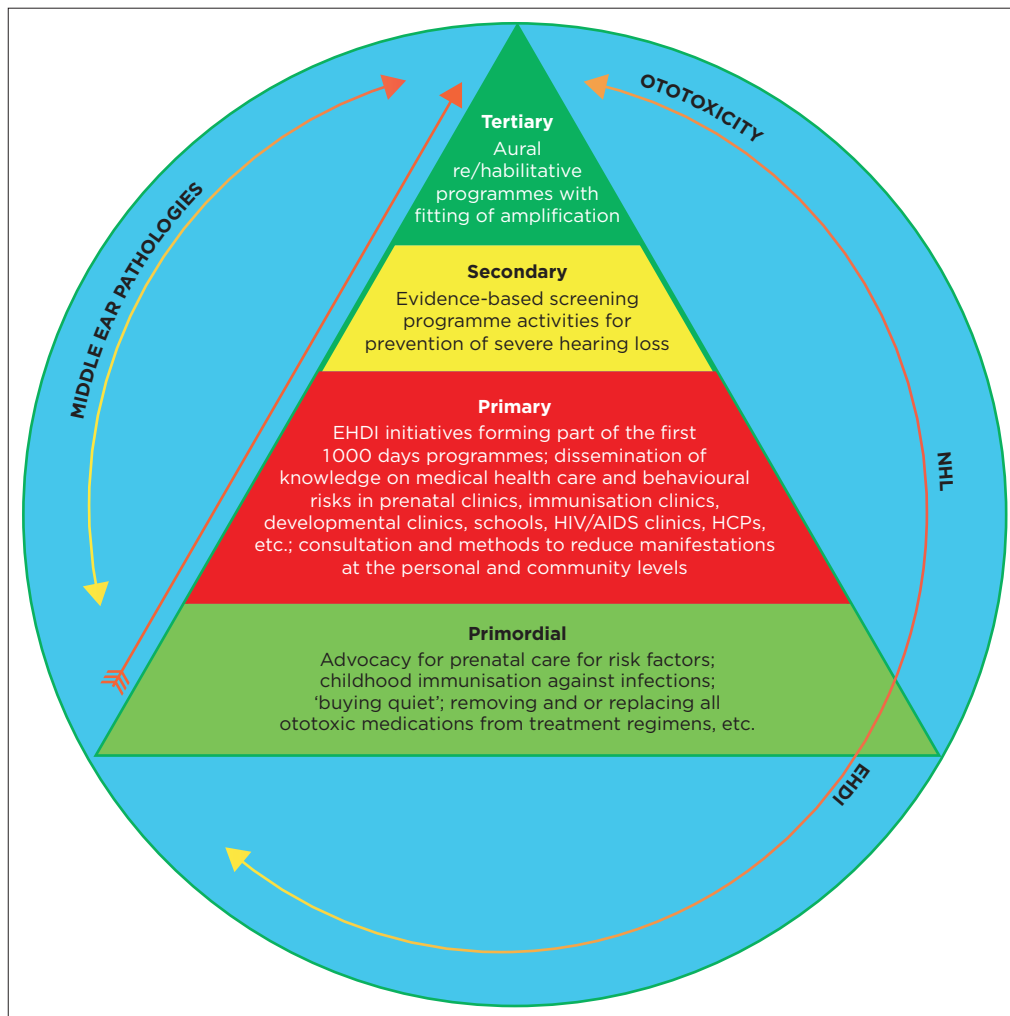 OTOTOXICITY
Tertiary
Aural
re/habilitative
programmes with
fitting of amplification
MIDDLE EAR PATHOLOGIES
Secondary
Evidence-based screening
programme activities for
prevention of severe hearing loss
Primary
EHDI initiatives forming part of the first
1000 days programmes; dissemination of
knowledge on medical health care and behavioural
risks in prenatal clinics, immunisation clinics,
developmental clinics, schools, HIV/AIDS clinics, HCPs,
etc.; consultation and methods to reduce manifestations
at the personal and community levels
NHL
Primordial
Advocacy for prenatal care for risk factors;
childhood immunisation against infections;
‘buying quiet’; removing and or replacing all
ototoxic medications from treatment regimens, etc.
EHDI